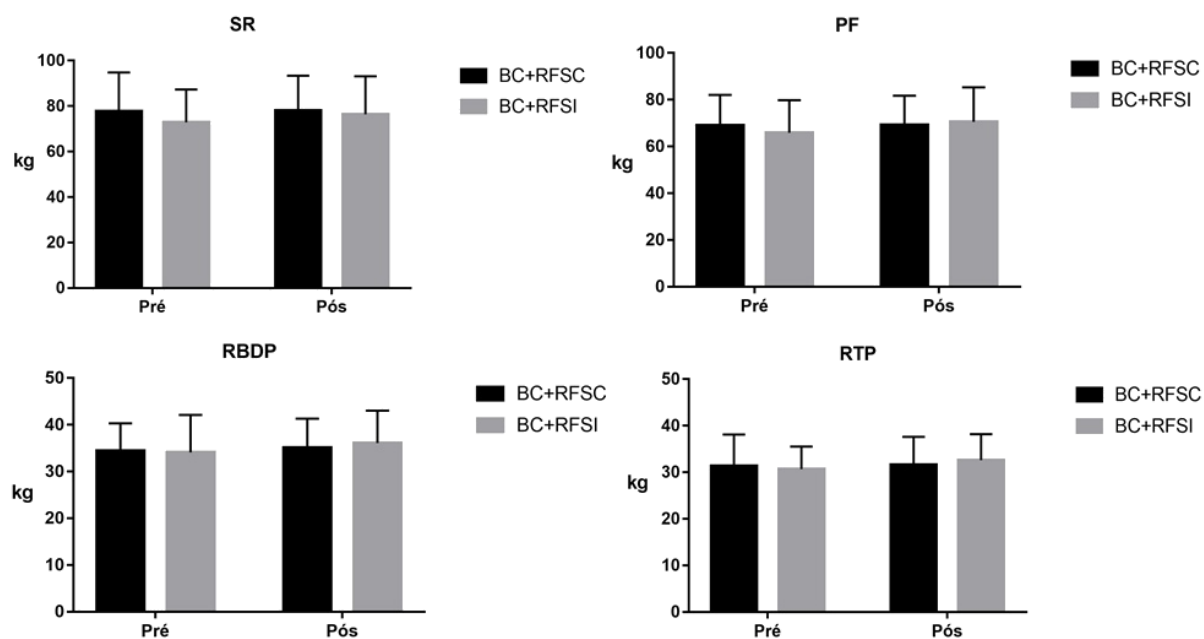 SR
100
80
60
40
20
0
kg
Pré
Pós
BC+RFSC
BC+RFSI
PF
100
80
60
40
20
0
kg
Pré
Pós
BC+RFSC
BC+RFSI
RBDP
50
40
30
20
10
0
kg
Pré
Pós
BC+RFSC
BC+RFSI
RTP
50
40
30
20
10
0
kg
Pré
Pós
BC+RFSC
BC+RFSI